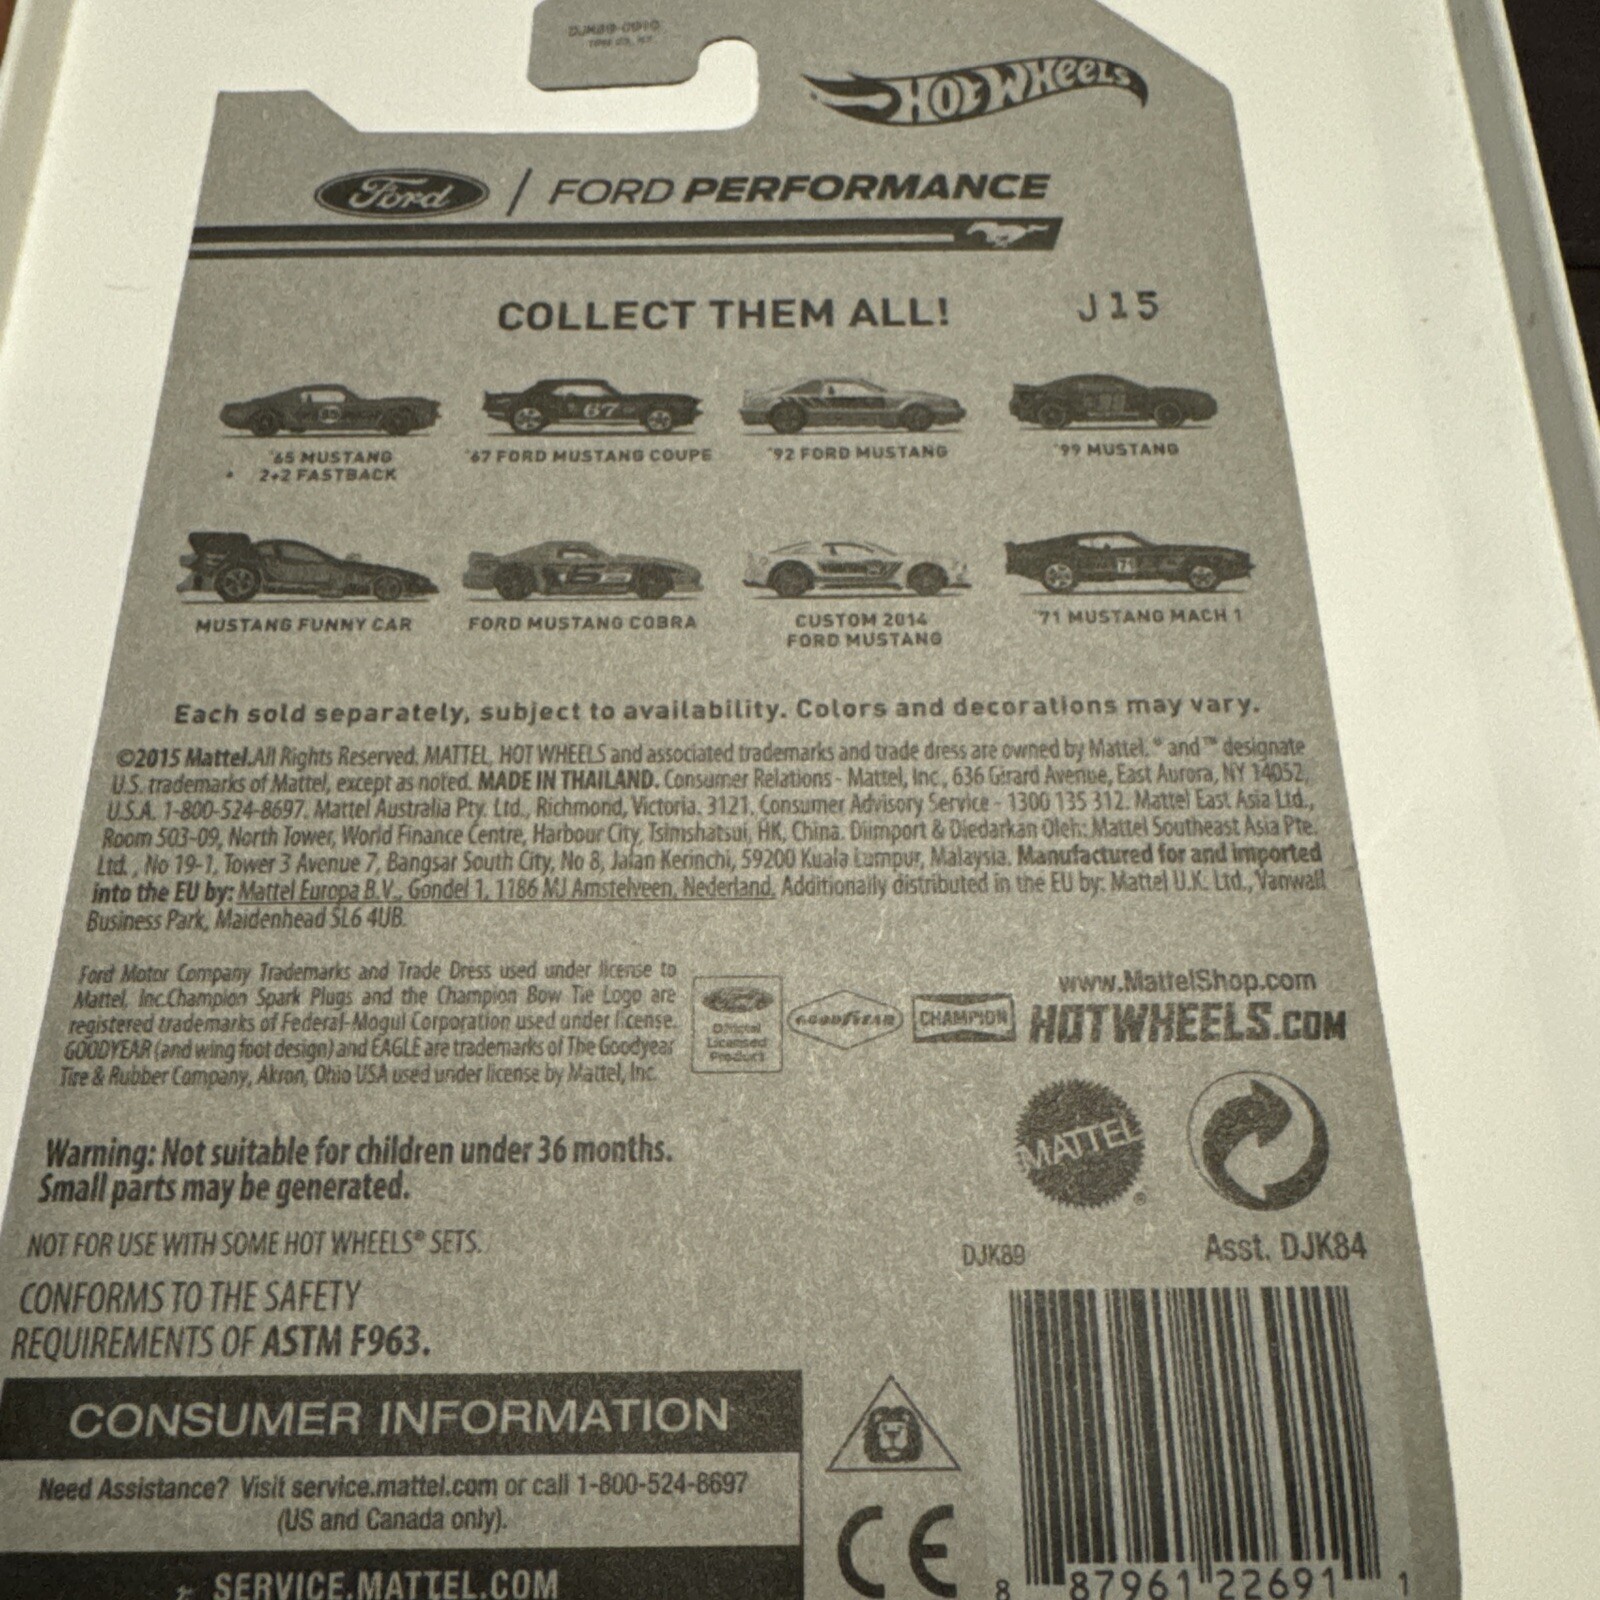 DJK89-0910
HOT WHEELS
Ford / FORD PERFORMANCE
COLLECT THEM ALL!
J15
67
71
'65 MUSTANG
2+2 FASTBACK
'67 FORD MUSTANG COUPE
'92 FORD MUSTANG
'99 MUSTANG
MUSTANG FUNNY CAR
FORD MUSTANG COBRA
CUSTOM 2014
FORD MUSTANG
'71 MUSTANG MACH 1
Each sold separately, subject to availability. Colors and decorations may vary.
©2015 Mattel.All Rights Reserved. MATTEL, HOT WHEELS and associated trademarks and trade dress are owned by Mattel. ® and ™ designate
U.S. trademarks of Mattel, except as noted. MADE IN THAILAND. Consumer Relations - Mattel, Inc., 636 Girard Avenue, East Aurora, NY 14052,
U.S.A. 1-800-524-8697. Mattel Australia Pty. Ltd., Richmond, Victoria. 3121. Consumer Advisory Service - 1300 135 312. Mattel East Asia Ltd.,
Room 503-09, North Tower, World Finance Centre, Harbour City, Tsimshatsui, HK, China. Diimport & Diedarkan Oleh: Mattel Southeast Asia Pte.
Ltd., No 19-1, Tower 3 Avenue 7, Bangsar South City, No 8, Jalan Kerinchi, 59200 Kuala Lumpur, Malaysia. Manufactured for and imported
into the EU by: Mattel Europa B.V., Gondel 1, 1186 MJ Amstelveen, Nederland. Additionally distributed in the EU by: Mattel U.K. Ltd., Vanwall
Business Park, Maidenhead SL6 4UB.
Ford Motor Company Trademarks and Trade Dress used under license to
Mattel, Inc.Champion Spark Plugs and the Champion Bow Tie Logo are
registered trademarks of Federal-Mogul Corporation used under license.
GOODYEAR (and wing foot design) and EAGLE are trademarks of The Goodyear
Tire & Rubber Company, Akron, Ohio USA used under license by Mattel, Inc.
Ford
Official
Licensed
Product
GOODYEAR
CHAMPION
www.MattelShop.com
HOTWHEELS.COM
MATTEL®
Warning: Not suitable for children under 36 months.
Small parts may be generated.
NOT FOR USE WITH SOME HOT WHEELS® SETS.
DJK89
Asst. DJK84
CONFORMS TO THE SAFETY
REQUIREMENTS OF ASTM F963.
CONSUMER INFORMATION
Need Assistance? Visit service.mattel.com or call 1-800-524-8697
(US and Canada only).
SERVICE.MATTEL.COM
CE
8 87961 22691 1